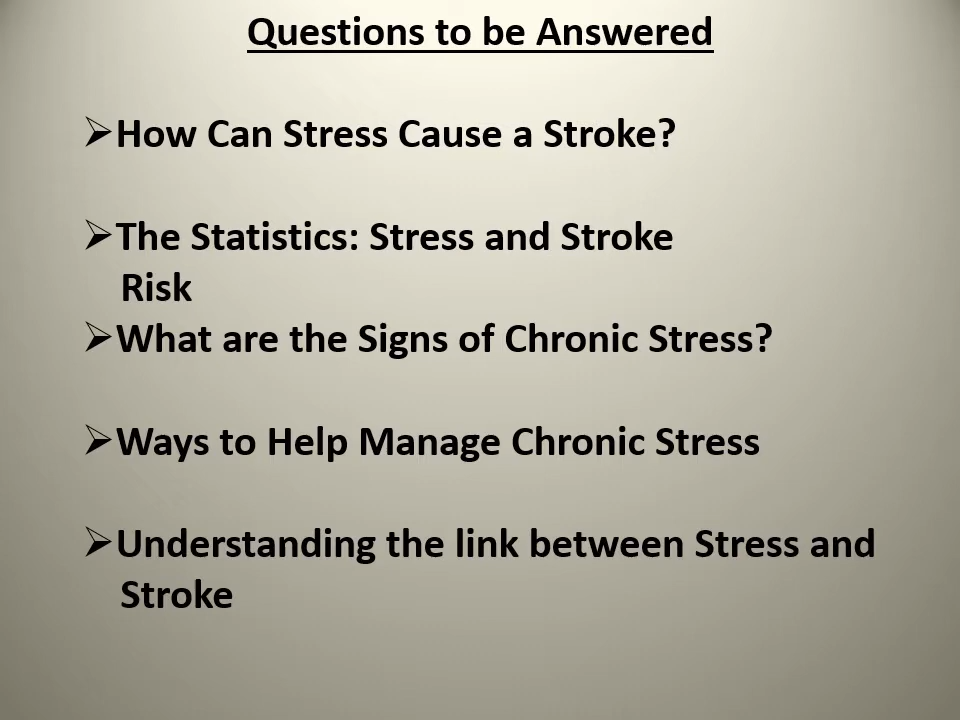 Questions to be Answered
➢How Can Stress Cause a Stroke?
➢The Statistics: Stress and Stroke
Risk
➢What are the Signs of Chronic Stress?
➢Ways to Help Manage Chronic Stress
➢Understanding the link between Stress and
Stroke